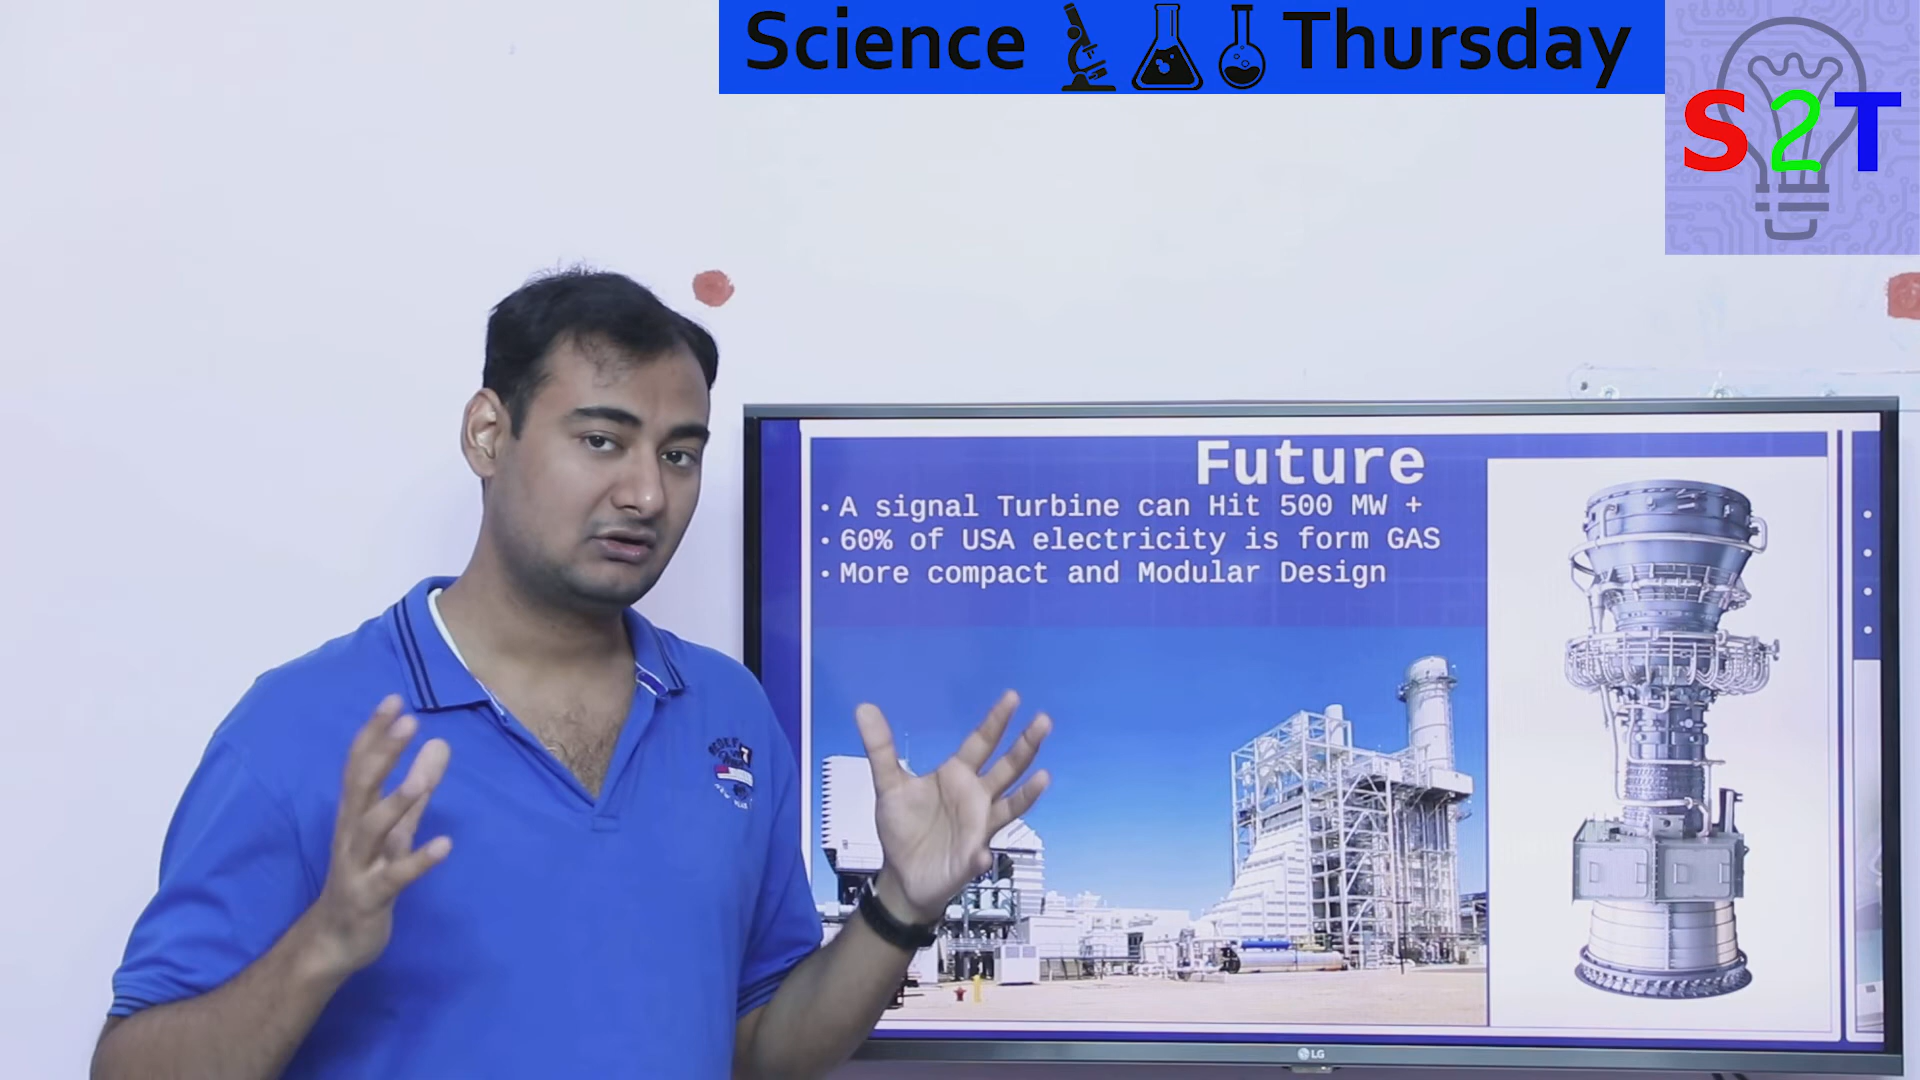 Science Thursday
S2T
Future
• A signal Turbine can Hit 500 MW +
• 60% of USA electricity is form GAS
• More compact and Modular Design
LG